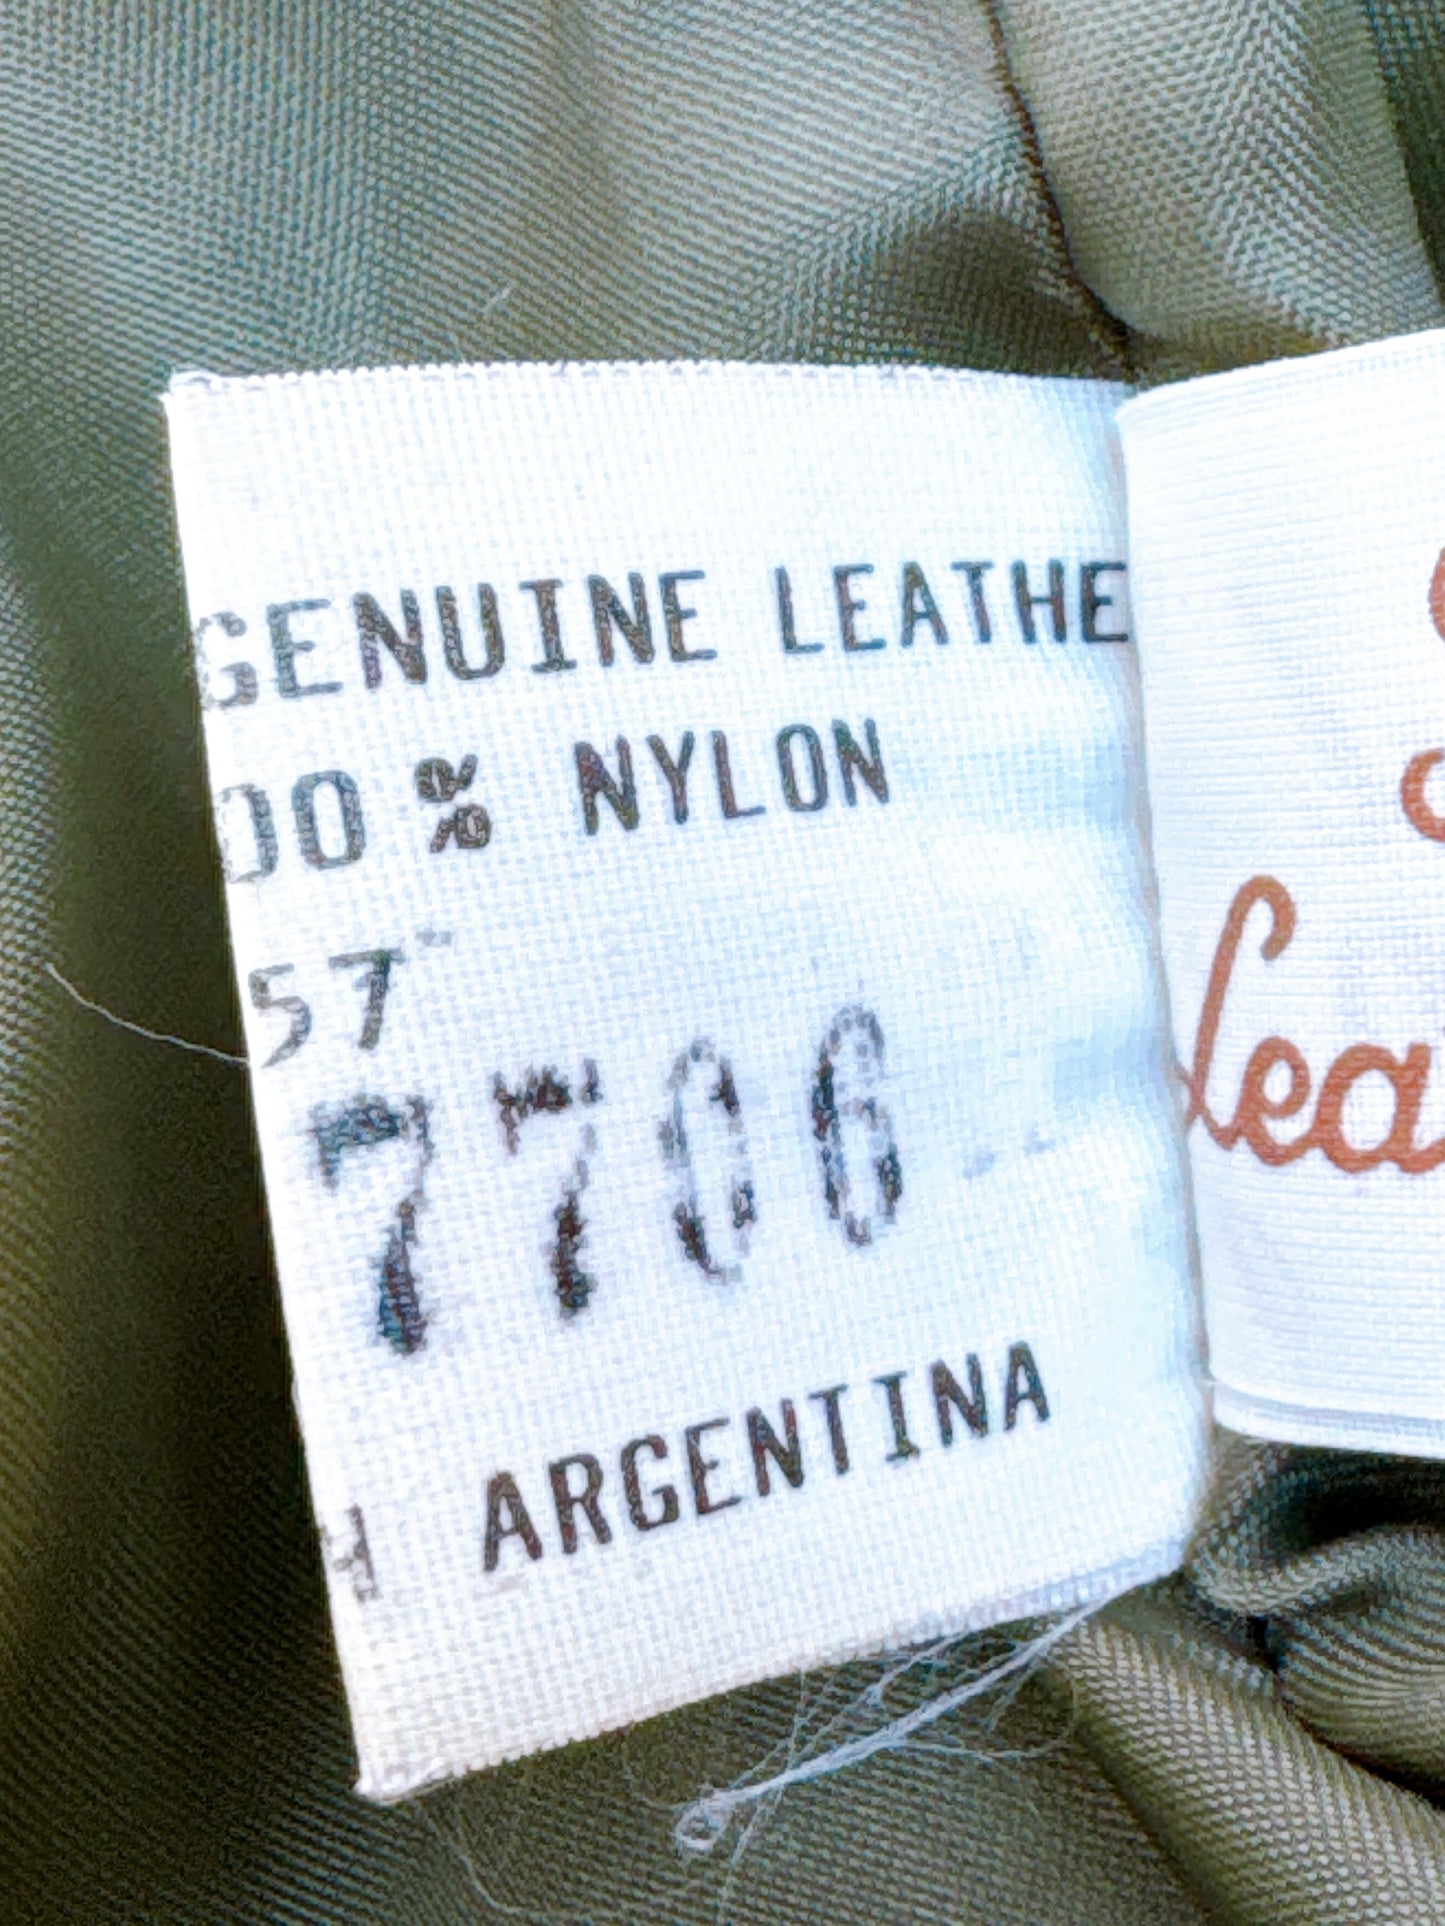 GENUINE LEATHE
00% NYLON
57
7706
H ARGENTINA
Lea